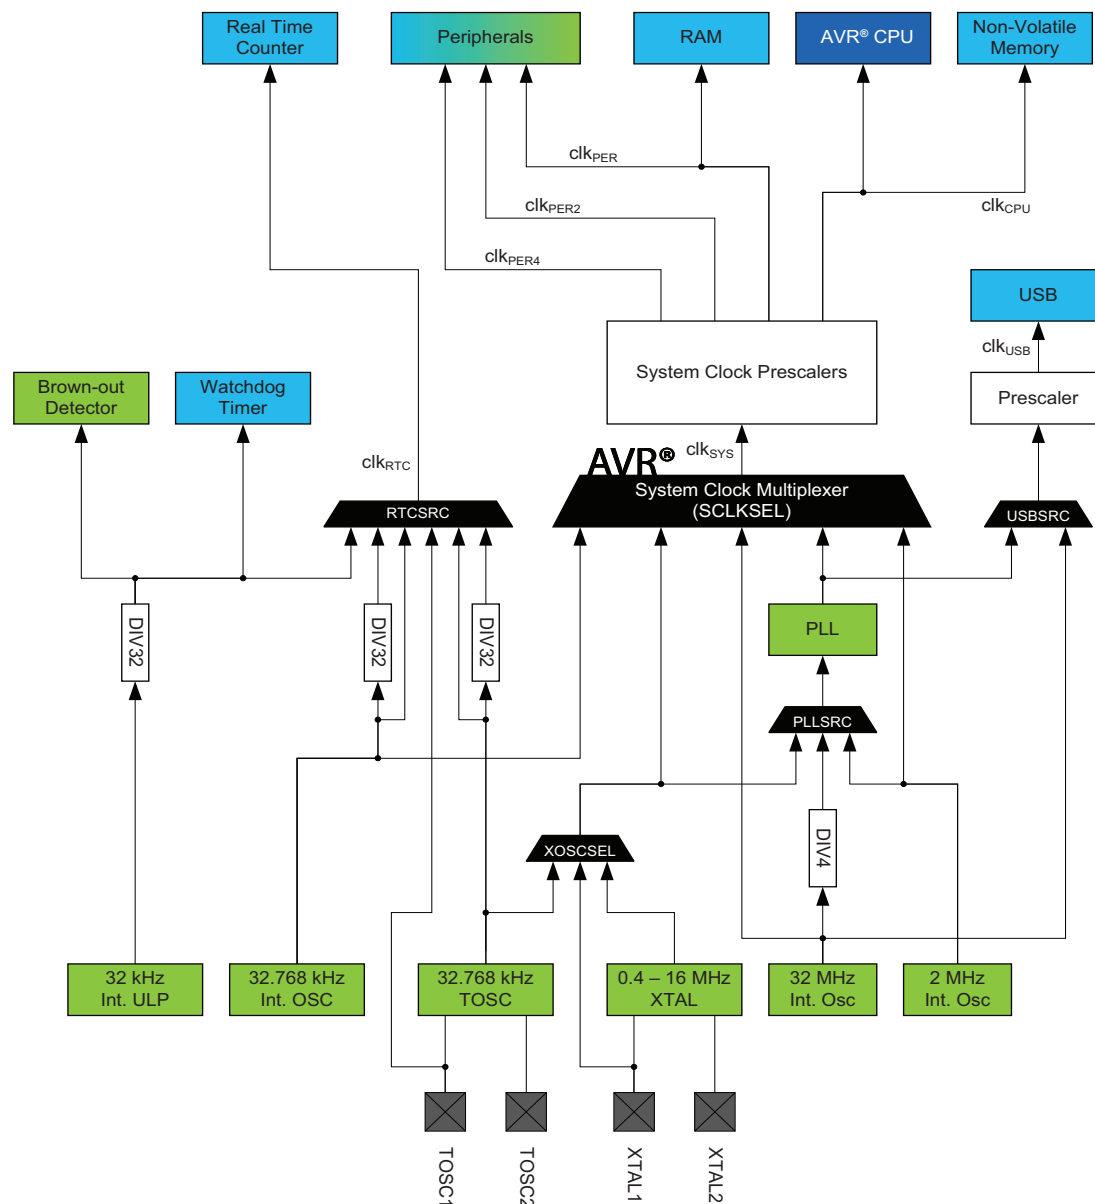 Real Time
Counter
Peripherals
RAM
AVR® CPU
Non-Volatile
Memory
clkPER
clkPER2
clkCPU
clkPER4
USB
clkUSB
System Clock Prescalers
Brown-out
Detector
Watchdog
Timer
Prescaler
clkRTC
clkSYS
AVR®
System Clock Multiplexer
(SCLKSEL)
RTCSRC
USBSRC
DIV32
DIV32
DIV32
PLL
PLLSRC
XOSCSEL
DIV4
32 kHz
Int. ULP
32.768 kHz
Int. OSC
32.768 kHz
TOSC
0.4 – 16 MHz
XTAL
32 MHz
Int. Osc
2 MHz
Int. Osc
TOSC1
TOSC2
XTAL1
XTAL2